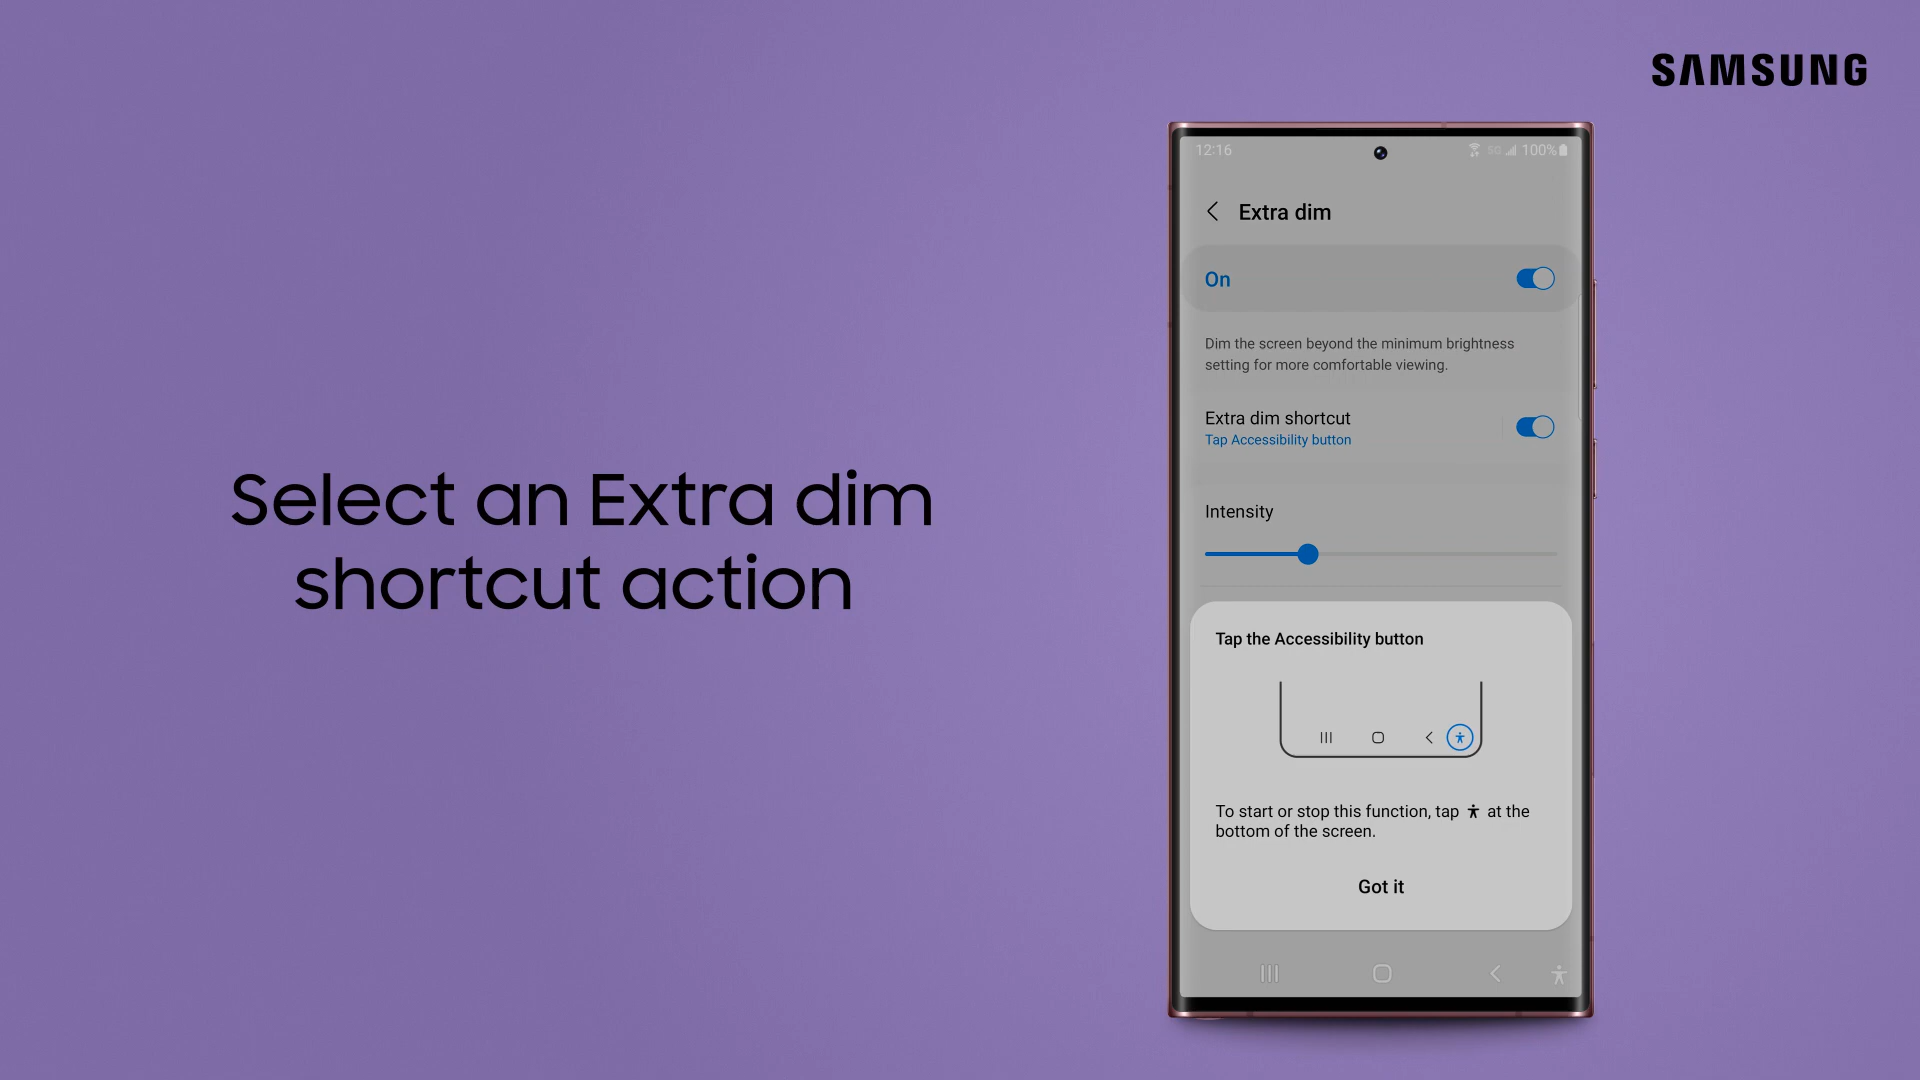 SAMSUNG
Select an Extra dim
shortcut action
12:16
5G 100%
Extra dim
On
Dim the screen beyond the minimum brightness
setting for more comfortable viewing.
Extra dim shortcut
Tap Accessibility button
Intensity
Tap the Accessibility button
To start or stop this function, tap at the
bottom of the screen.
Got it